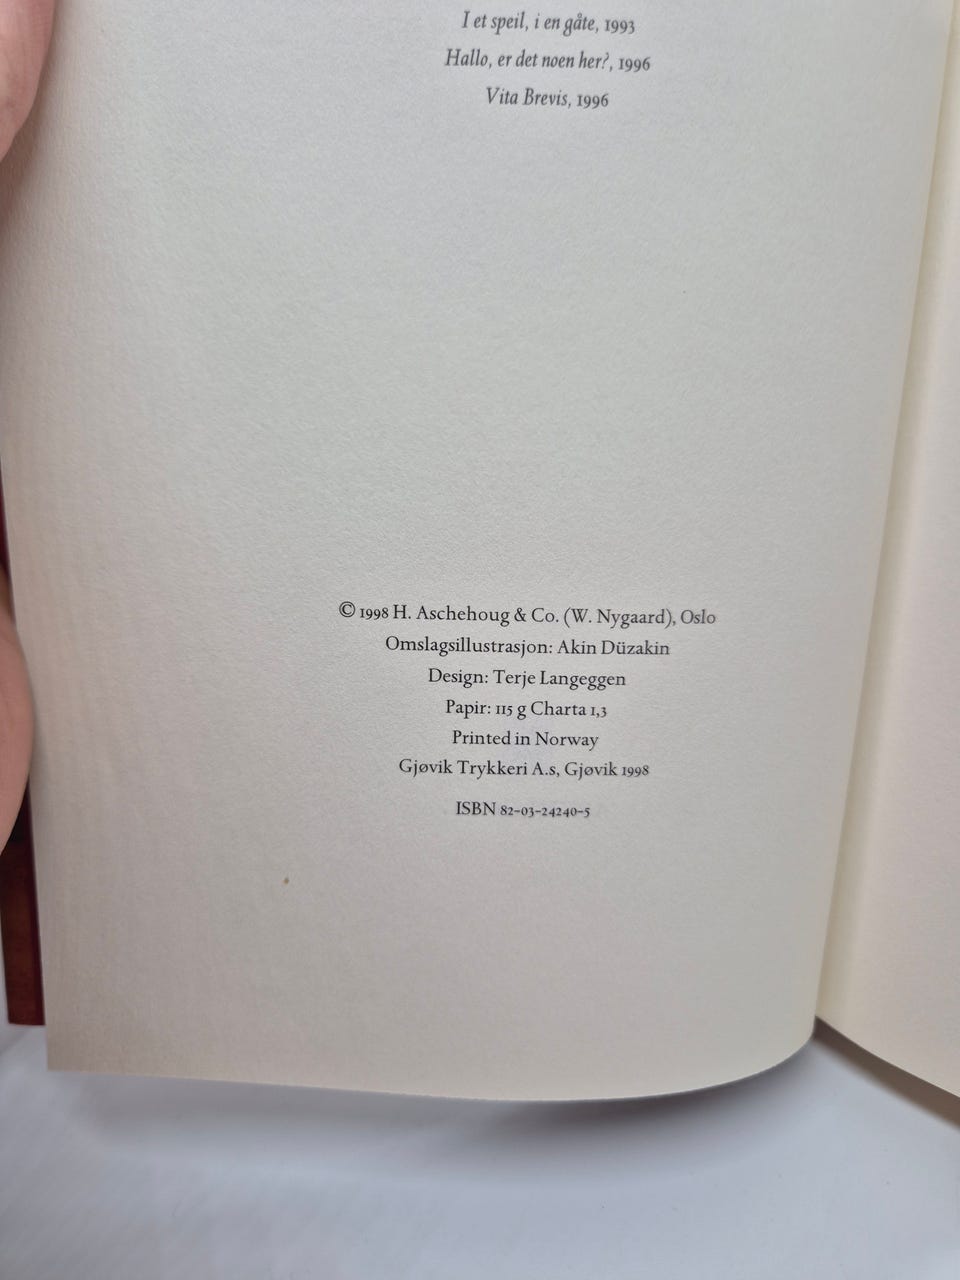 I et speil, i en gåte, 1993
Hallo, er det noen her?, 1996
Vita Brevis, 1996
© 1998 H. Aschehoug & Co. (W. Nygaard), Oslo
Omslagsillustrasjon: Akin Düzakin
Design: Terje Langeggen
Papir: 115 g Charta 1,3
Printed in Norway
Gjøvik Trykkeri A.s, Gjøvik 1998
ISBN 82-03-24240-5